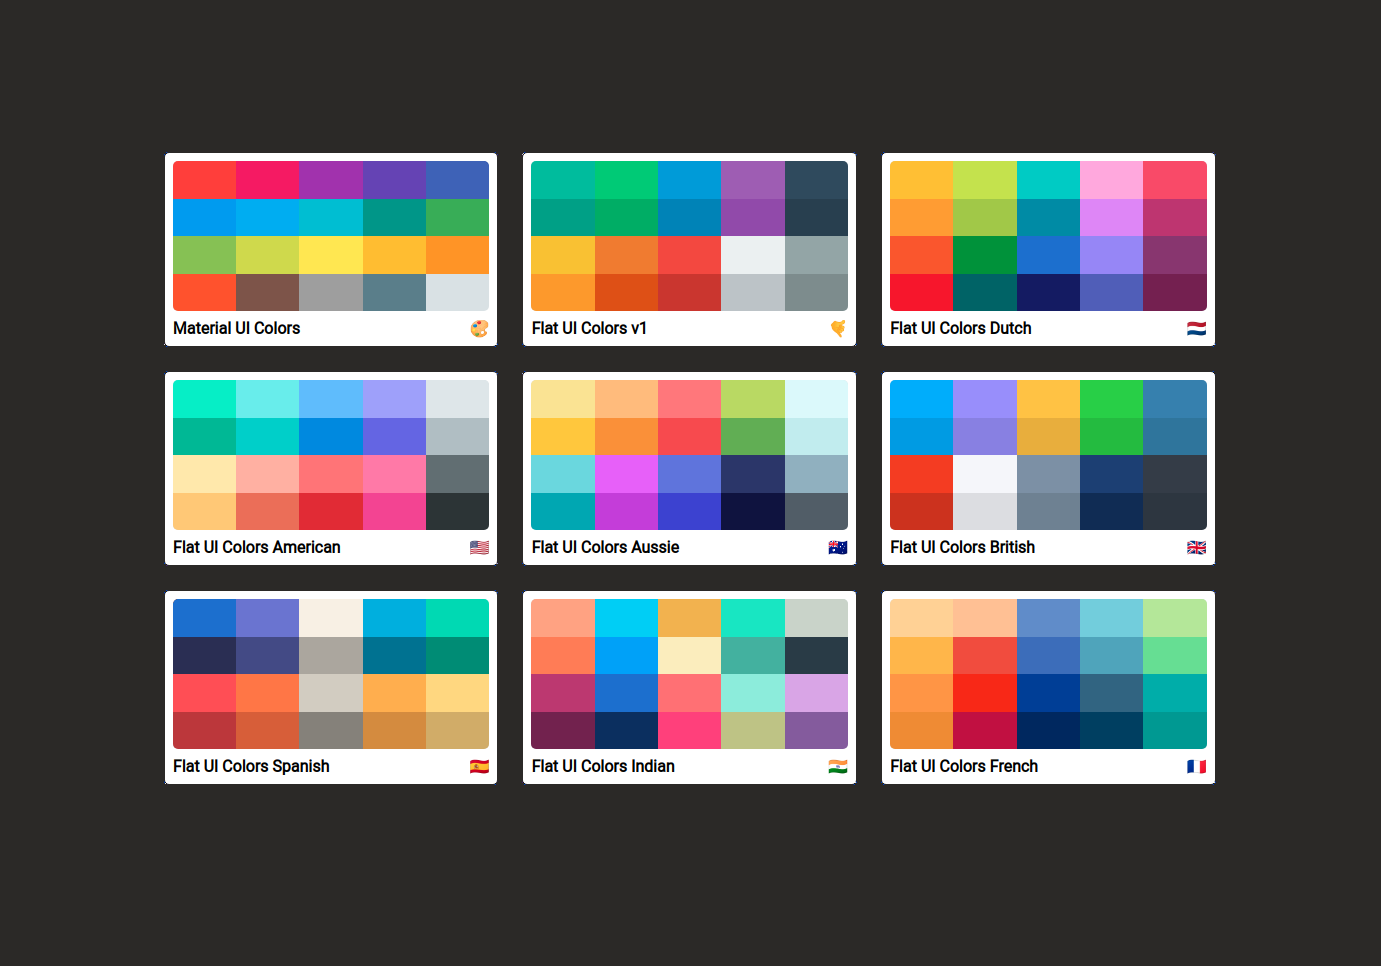 Material UI Colors
Flat UI Colors v1
Flat UI Colors Dutch
Flat UI Colors American
Flat UI Colors Aussie
Flat UI Colors British
Flat UI Colors Spanish
Flat UI Colors Indian
Flat UI Colors French